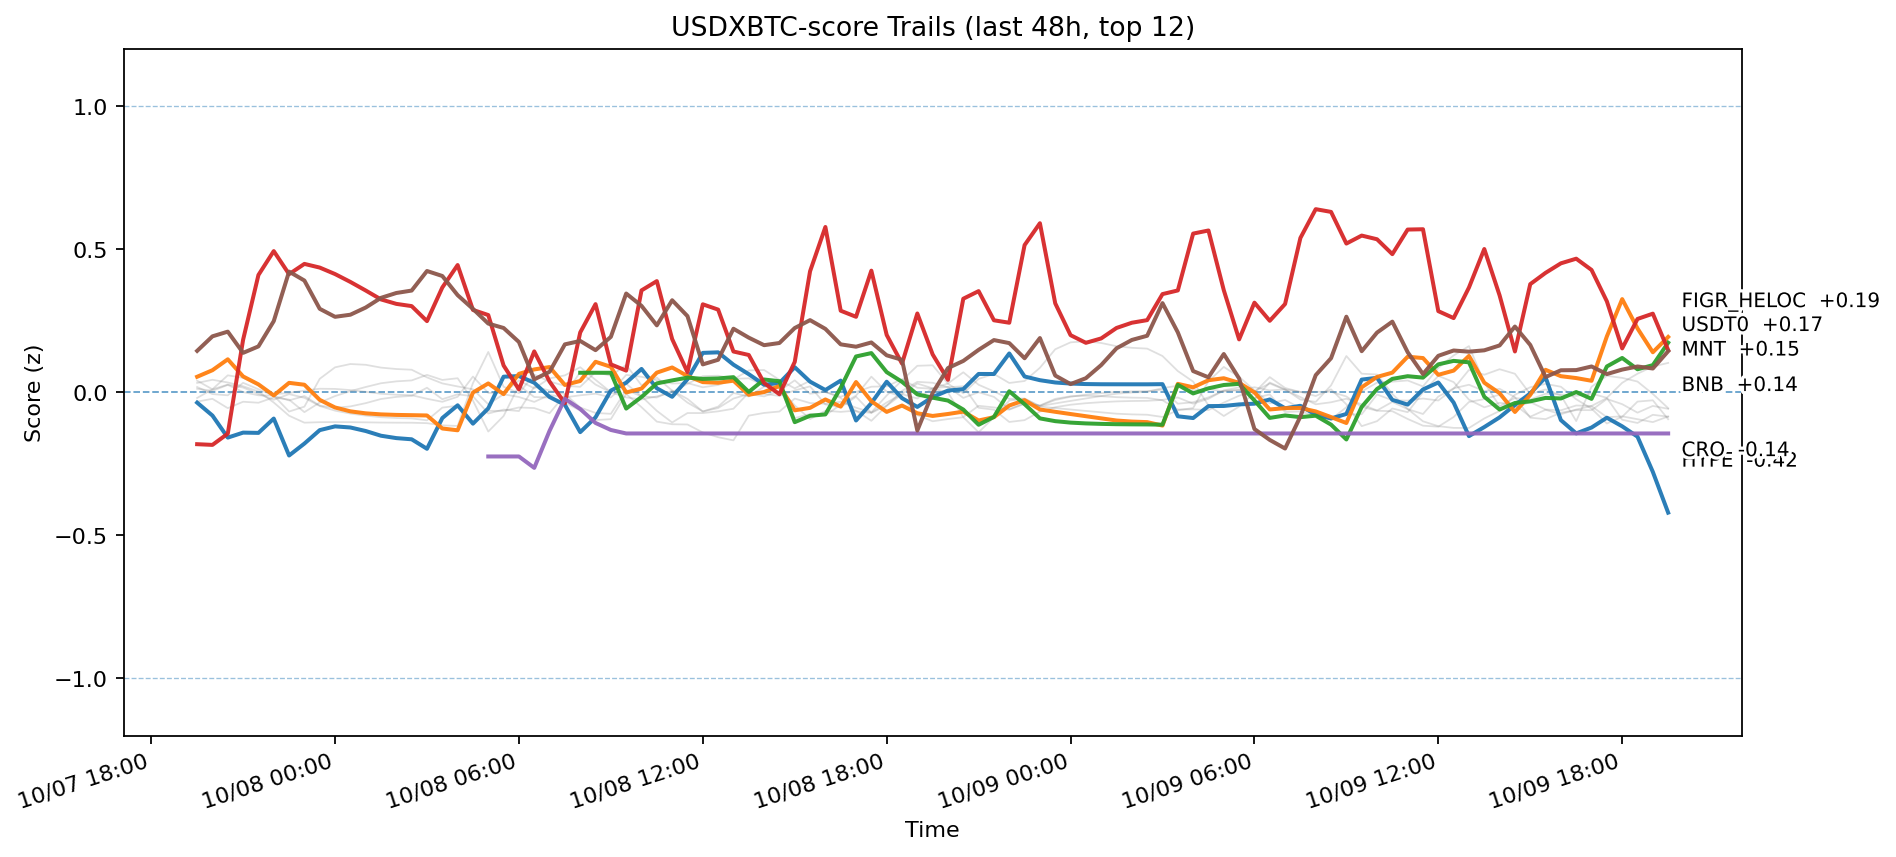 USDXBTC-score Trails (last 48h, top 12)
Score (z)
1.0
0.5
0.0
−0.5
−1.0
FIGR_HELOC +0.19
USDT0 +0.17
MNT +0.15
BNB +0.14
CRO -0.14
HYPE -0.42
10/07 18:00
10/08 00:00
10/08 06:00
10/08 12:00
10/08 18:00
10/09 00:00
10/09 06:00
10/09 12:00
10/09 18:00
Time